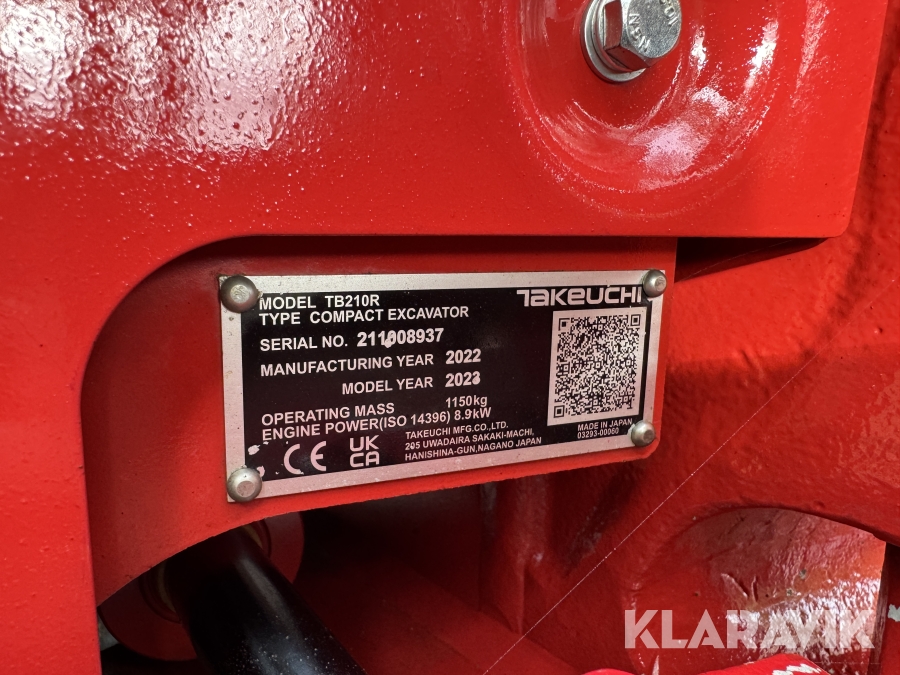 MODEL TB210R
TAKEUCHI
TYPE COMPACT EXCAVATOR
SERIAL NO. 211008937
MANUFACTURING YEAR 2022
MODEL YEAR 2023
OPERATING MASS 1150kg
ENGINE POWER(ISO 14396) 8.9kW
TAKEUCHI MFG.CO.,LTD.
205 UWADAIRA SAKAKI-MACHI,
HANISHINA-GUN,NAGANO JAPAN
MADE IN JAPAN
03293-00060
CE
UK
CA
KLARAVIK